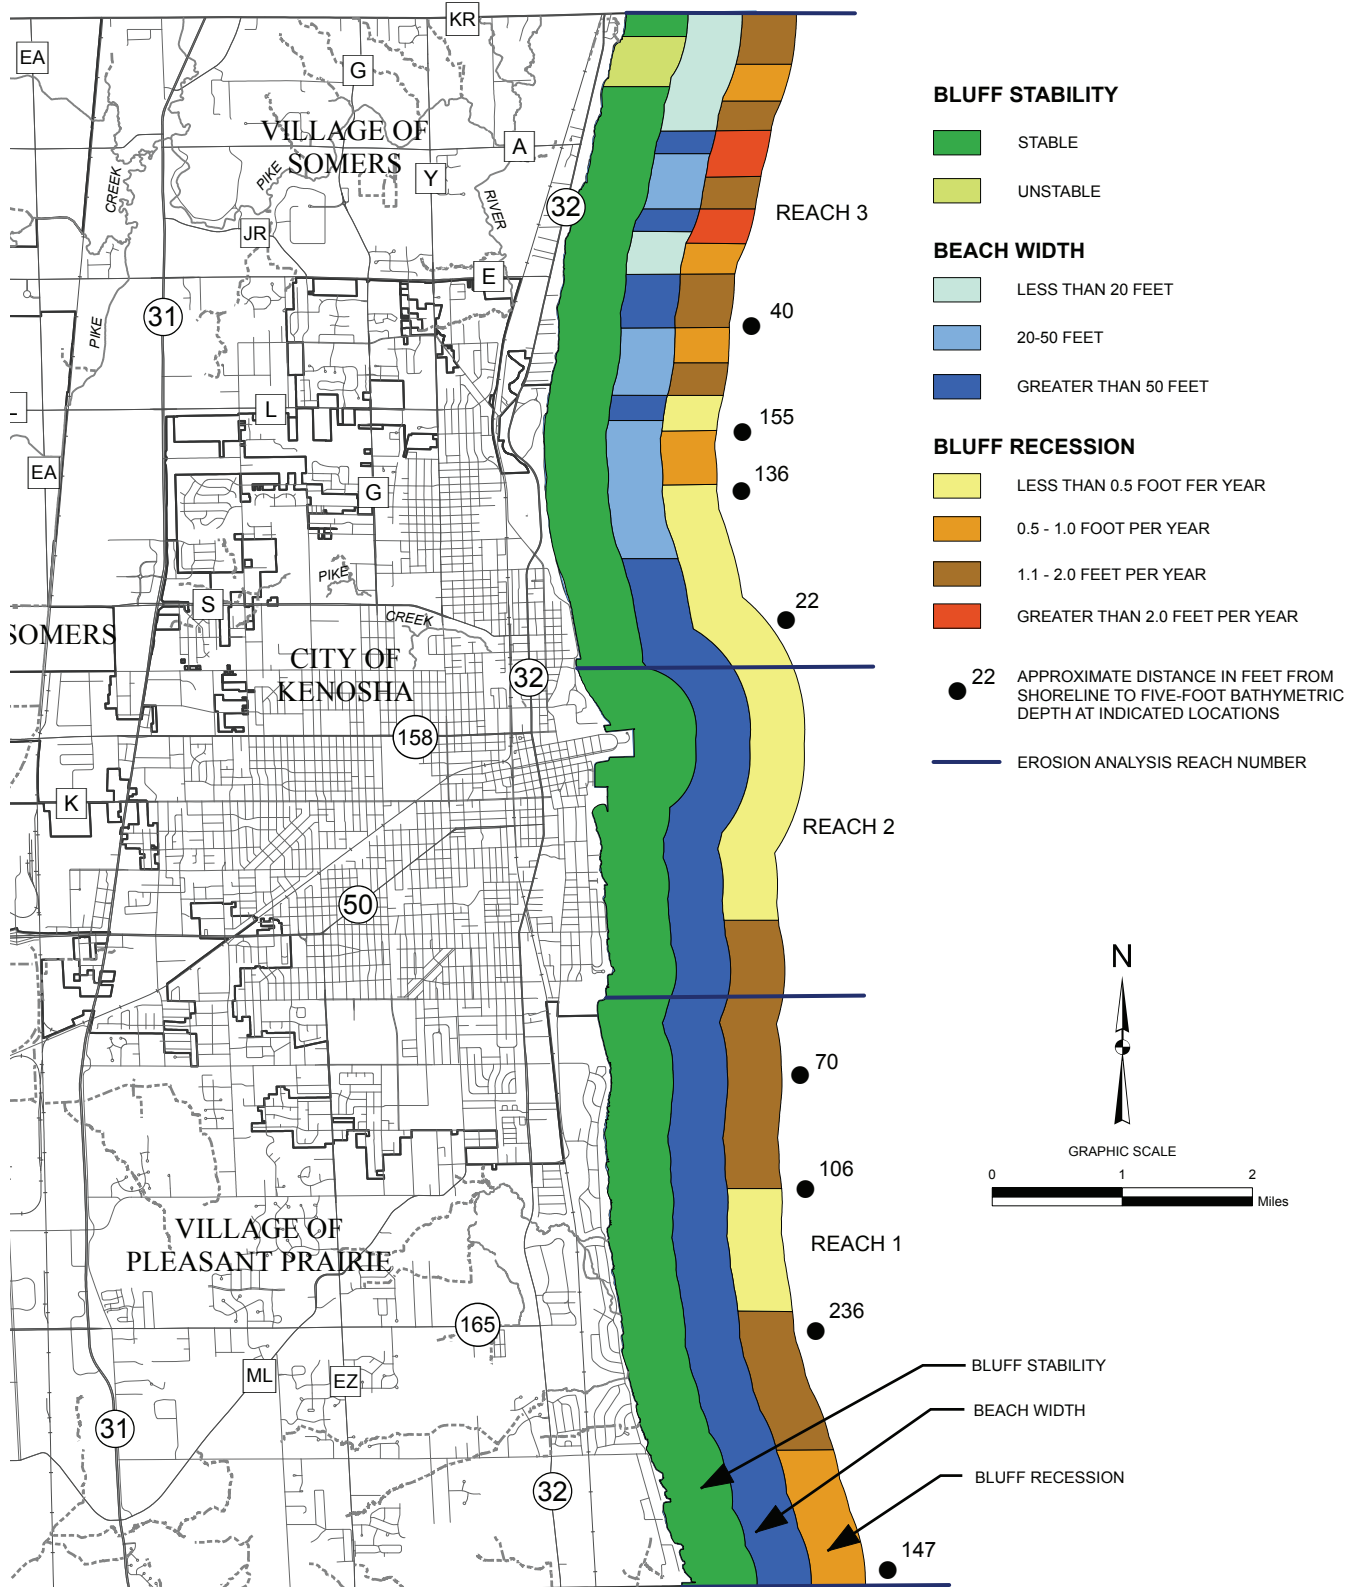 KR
EA
G
VILLAGE OF
SOMERS
A
Y
PIKE
CREEK
RIVER
32
JR
E
31
PIKE
L
L
EA
G
PIKE
S
CREEK
SOMERS
CITY OF
KENOSHA
32
158
K
50
VILLAGE OF
PLEASANT PRAIRIE
165
ML
EZ
31
32
REACH 3
40
155
136
22
REACH 2
70
106
REACH 1
236
147
BLUFF STABILITY
STABLE
UNSTABLE
BEACH WIDTH
LESS THAN 20 FEET
20-50 FEET
GREATER THAN 50 FEET
BLUFF RECESSION
LESS THAN 0.5 FOOT FER YEAR
0.5 - 1.0 FOOT PER YEAR
1.1 - 2.0 FEET PER YEAR
GREATER THAN 2.0 FEET PER YEAR
22
APPROXIMATE DISTANCE IN FEET FROM
SHORELINE TO FIVE-FOOT BATHYMETRIC
DEPTH AT INDICATED LOCATIONS
EROSION ANALYSIS REACH NUMBER
N
GRAPHIC SCALE
0 1 2
Miles
BLUFF STABILITY
BEACH WIDTH
BLUFF RECESSION